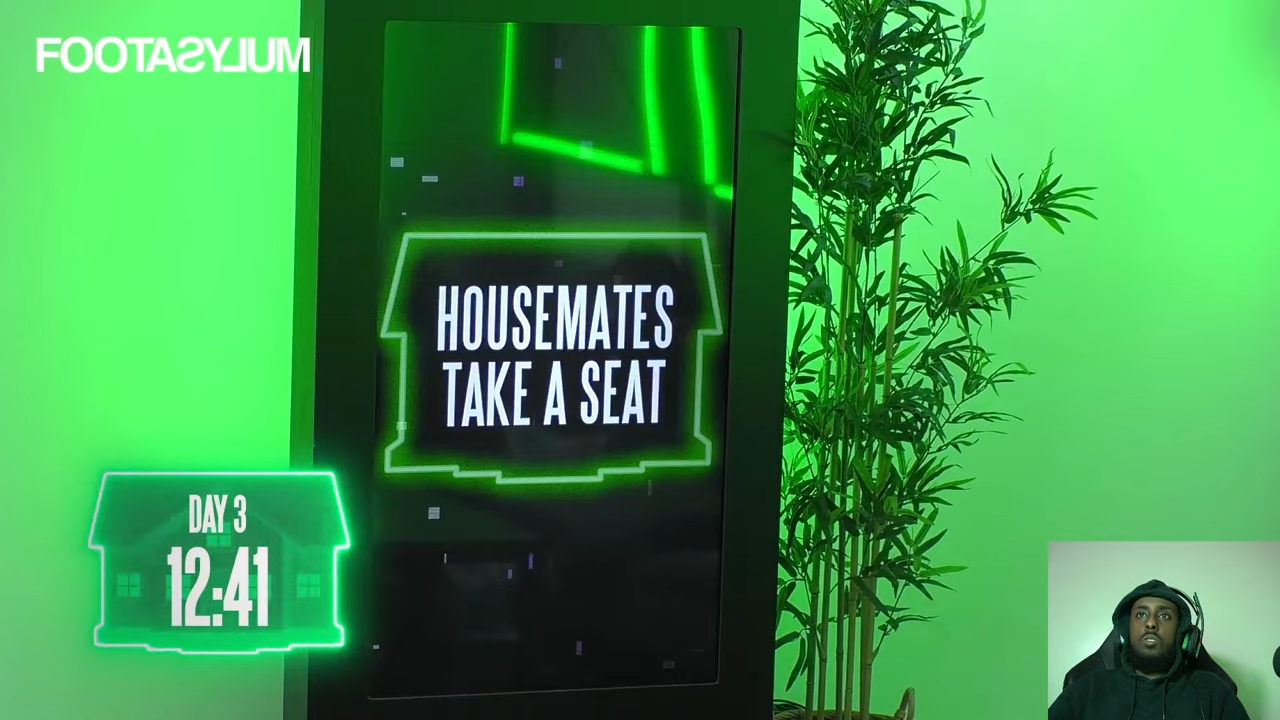 FOOTASYLUM
HOUSEMATES
TAKE A SEAT
DAY 3
12:41